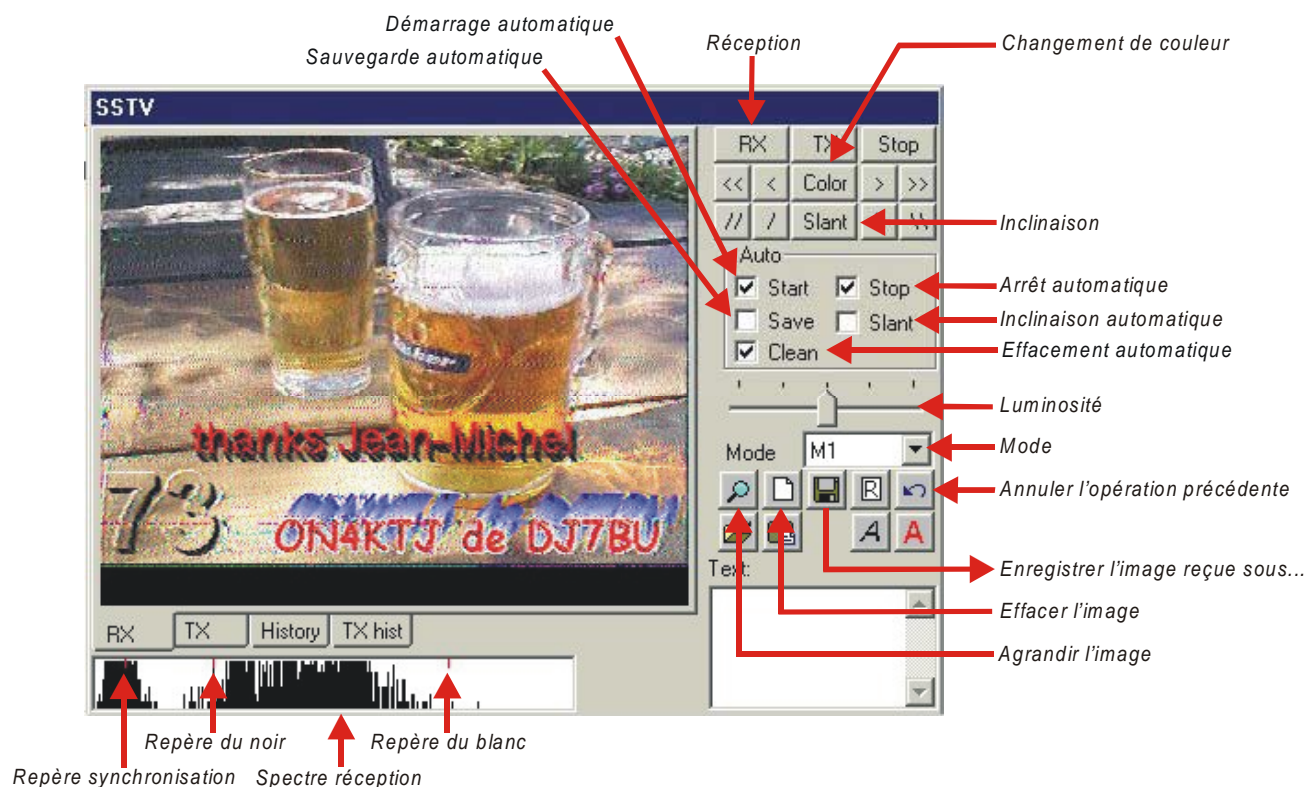 Démarrage automatique
Sauvegarde automatique
Réception
Changement de couleur
SSTV
RX TX Stop
<< < Color > >>
// / Slant
Inclinaison
Auto
Start Stop
Arrêt automatique
Save Slant
Inclinaison automatique
Clean
Effacement automatique
Luminosité
Mode M1
Mode
R
Annuler l'opération précédente
A A
Text:
Enregistrer l'image reçue sous...
Effacer l'image
Agrandir l'image
thanks Jean-Michel
73
ON4KTJ de DJ7BU
RX TX History TX hist
Repère du noir
Repère du blanc
Repère synchronisation
Spectre réception